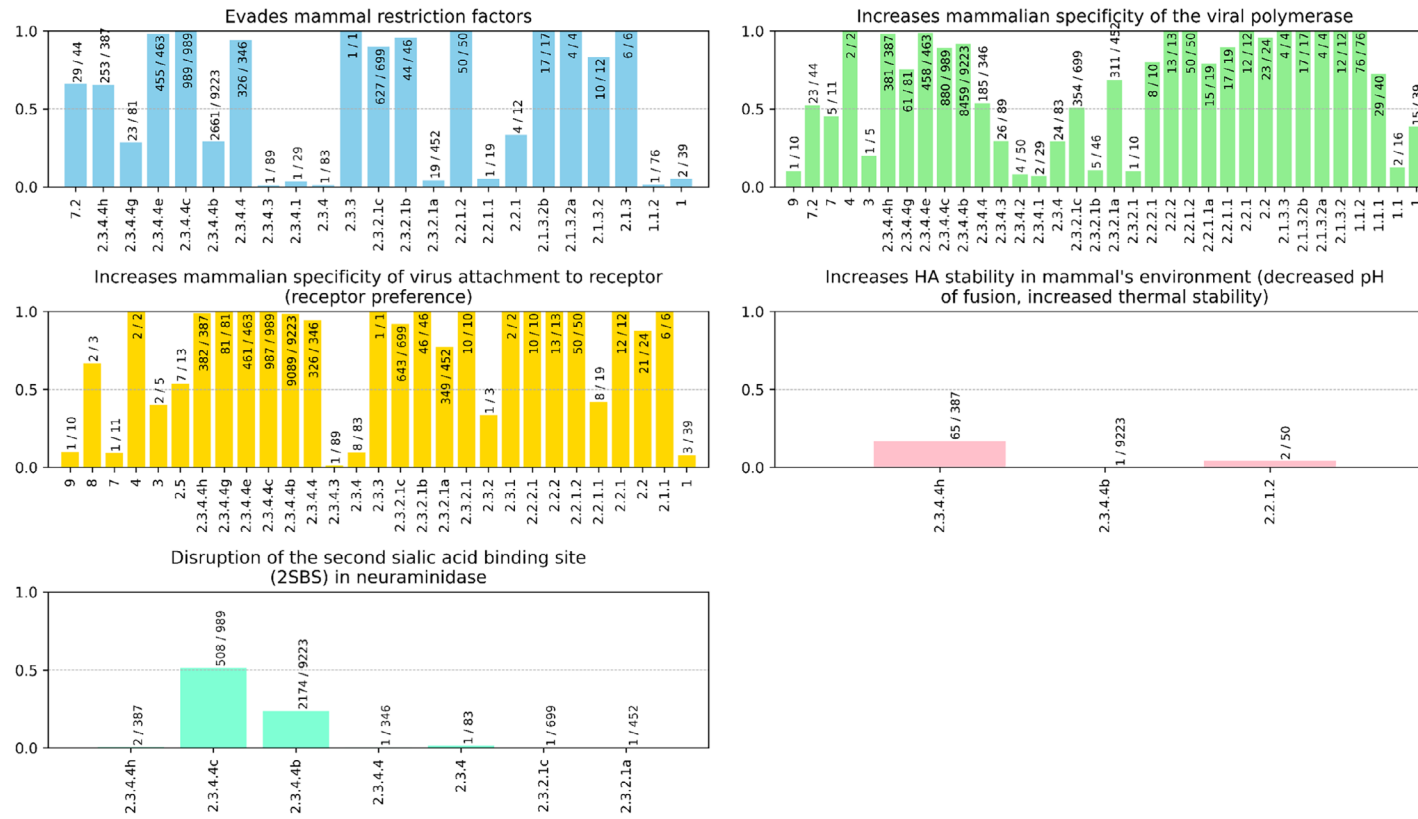 Evades mammal restriction factors
1.0
0.5
0.0
29 / 44
253 / 387
23 / 81
455 / 463
989 / 989
2661 / 9223
326 / 346
1 / 89
1 / 29
1 / 83
1 / 1
627 / 699
44 / 46
19 / 452
50 / 50
1 / 19
4 / 12
17 / 17
4 / 4
10 / 12
6 / 6
1 / 76
2 / 39
7.2
2.3.4.4h
2.3.4.4g
2.3.4.4e
2.3.4.4c
2.3.4.4b
2.3.4.4
2.3.4.3
2.3.4.1
2.3.4
2.3.3
2.3.2.1c
2.3.2.1b
2.3.2.1a
2.2.1.2
2.2.1.1
2.2.1
2.1.3.2b
2.1.3.2a
2.1.3.2
2.1.3
1.1.2
1
Increases mammalian specificity of the viral polymerase
1.0
0.5
0.0
1 / 10
23 / 44
5 / 11
2 / 2
1 / 5
381 / 387
61 / 81
458 / 463
880 / 989
8459 / 9223
185 / 346
26 / 89
4 / 50
2 / 29
24 / 83
354 / 699
5 / 46
311 / 452
1 / 10
8 / 10
13 / 13
50 / 50
15 / 19
17 / 19
12 / 12
23 / 24
4 / 4
17 / 17
4 / 4
12 / 12
76 / 76
29 / 40
2 / 16
15 / 39
9
7.2
7
4
3
2.3.4.4h
2.3.4.4g
2.3.4.4e
2.3.4.4c
2.3.4.4b
2.3.4.4
2.3.4.3
2.3.4.2
2.3.4.1
2.3.4
2.3.2.1c
2.3.2.1b
2.3.2.1a
2.3.2.1
2.2.2.1
2.2.2
2.2.1.2
2.2.1.1a
2.2.1.1
2.2.1
2.2
2.1.3.3
2.1.3.2b
2.1.3.2a
2.1.3.2
1.1.2
1.1.1
1.1
1
Increases mammalian specificity of virus attachment to receptor
(receptor preference)
1.0
0.5
0.0
1 / 10
2 / 3
1 / 11
2 / 2
2 / 5
7 / 13
382 / 387
81 / 81
461 / 463
987 / 989
9089 / 9223
326 / 346
1 / 89
8 / 83
1 / 1
643 / 699
46 / 46
349 / 452
10 / 10
1 / 3
2 / 2
10 / 10
13 / 13
50 / 50
8 / 19
12 / 12
21 / 24
6 / 6
3 / 39
9
8
7
4
3
2.5
2.3.4.4h
2.3.4.4g
2.3.4.4e
2.3.4.4c
2.3.4.4b
2.3.4.4
2.3.4.3
2.3.4
2.3.3
2.3.2.1c
2.3.2.1b
2.3.2.1a
2.3.2.1
2.3.2
2.3.1
2.2.2.1
2.2.2
2.2.1.2
2.2.1.1
2.2.1
2.2
2.1.1
1
Increases HA stability in mammal's environment (decreased pH
of fusion, increased thermal stability)
1.0
0.5
0.0
65 / 387
1 / 9223
2 / 50
2.3.4.4h
2.3.4.4b
2.2.1.2
Disruption of the second sialic acid binding site
(2SBS) in neuraminidase
1.0
0.5
0.0
2 / 387
508 / 989
2174 / 9223
1 / 346
1 / 83
1 / 699
1 / 452
2.3.4.4h
2.3.4.4c
2.3.4.4b
2.3.4.4
2.3.4
2.3.2.1c
2.3.2.1a